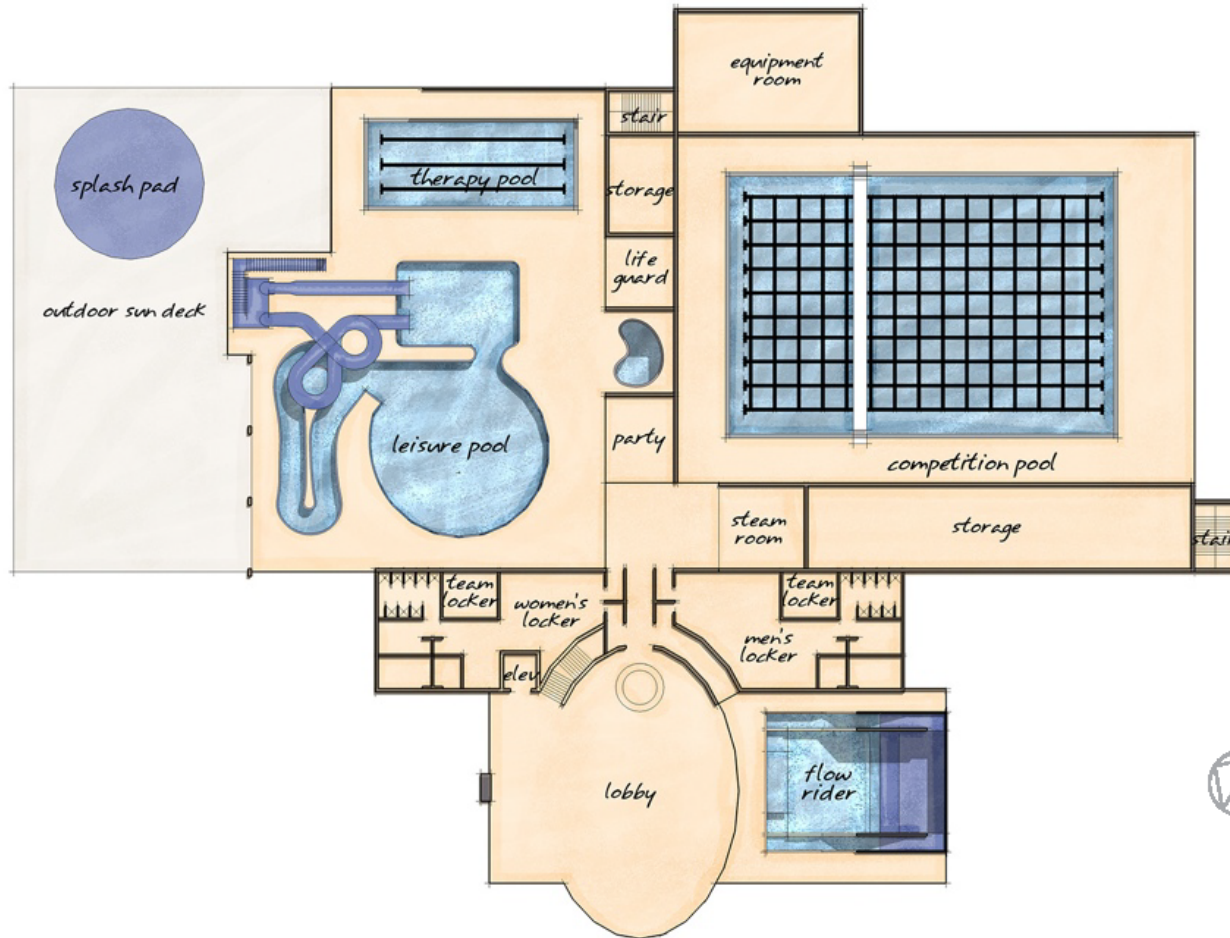 equipment
room
stair
splash pad
therapy pool
storage
life
guard
outdoor sun deck
leisure pool
party
competition pool
steam
room
storage
stair
team
locker
women's
locker
team
locker
men's
locker
elev
lobby
flow
rider